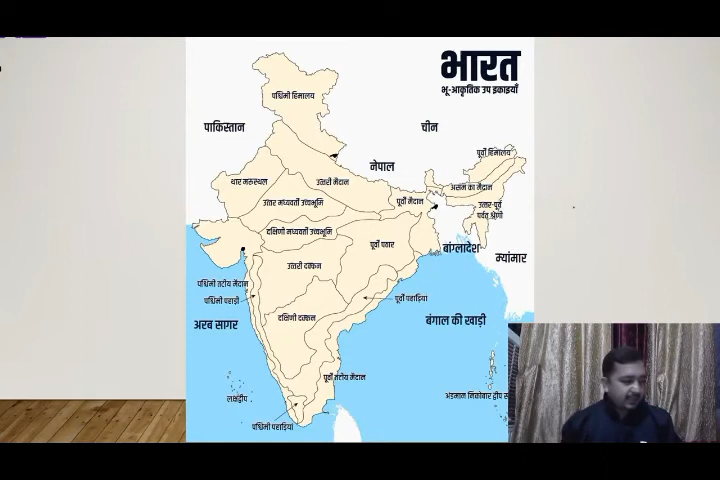 भारत
भू-आकृतिक उप इकाइयाँ
पश्चिमी हिमालय
पाकिस्तान
चीन
नेपाल
पूर्वी हिमालय
थार मरुस्थल
उत्तरी मैदान
असम का मैदान
उत्तर मध्यवर्ती उच्चभूमि
पूर्वी मैदान
उत्तर-पूर्व
पर्वत श्रेणी
दक्षिणी मध्यवर्ती उच्चभूमि
पूर्वी पठार
बांग्लादेश
म्यांमार
उत्तरी दक्कन
पश्चिमी तटीय मैदान
पश्चिमी पहाड़ी
पूर्वी पहाड़ियां
अरब सागर
दक्षिणी दक्कन
बंगाल की खाड़ी
पूर्वी तटीय मैदान
लक्षद्वीप
अंडमान निकोबार द्वीप स
पश्चिमी पहाड़ियां